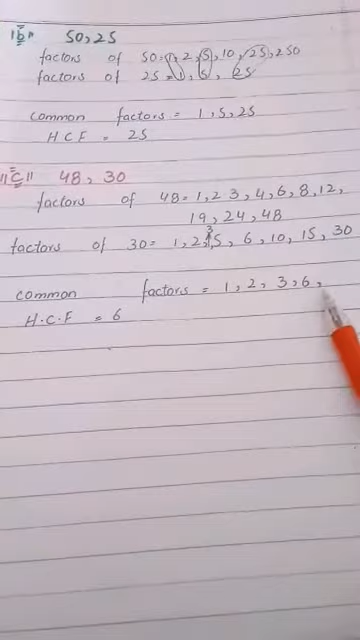 "b" 50,25
factors of 50=1,2,5,10,25,250
factors of 25=1,5,25
common factors = 1,5,25
HCF = 25
"c" 48,30
factors of 48=1,2 3,4,6,8,12,
19,24,48
factors of 30= 1,2,3,5,6,10,15,30
common factors = 1,2,3,6,
H.C.F = 6